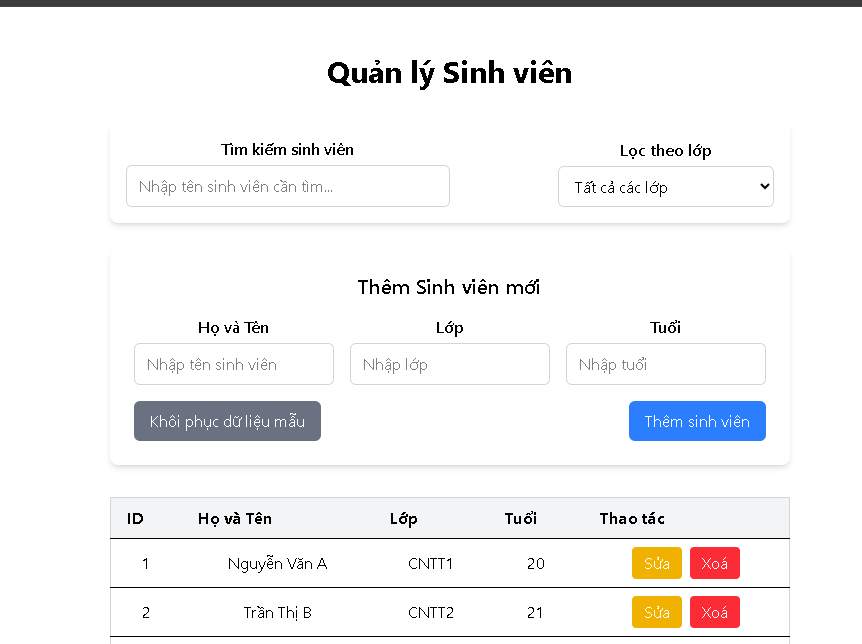 Quản lý Sinh viên
Tìm kiếm sinh viên
Nhập tên sinh viên cần tìm...
Lọc theo lớp
Tất cả các lớp
Thêm Sinh viên mới
Họ và Tên Lớp Tuổi
Nhập tên sinh viên Nhập lớp Nhập tuổi
Khôi phục dữ liệu mẫu Thêm sinh viên
ID Họ và Tên Lớp Tuổi Thao tác
1 Nguyễn Văn A CNTT1 20 Sửa Xoá
2 Trần Thị B CNTT2 21 Sửa Xoá